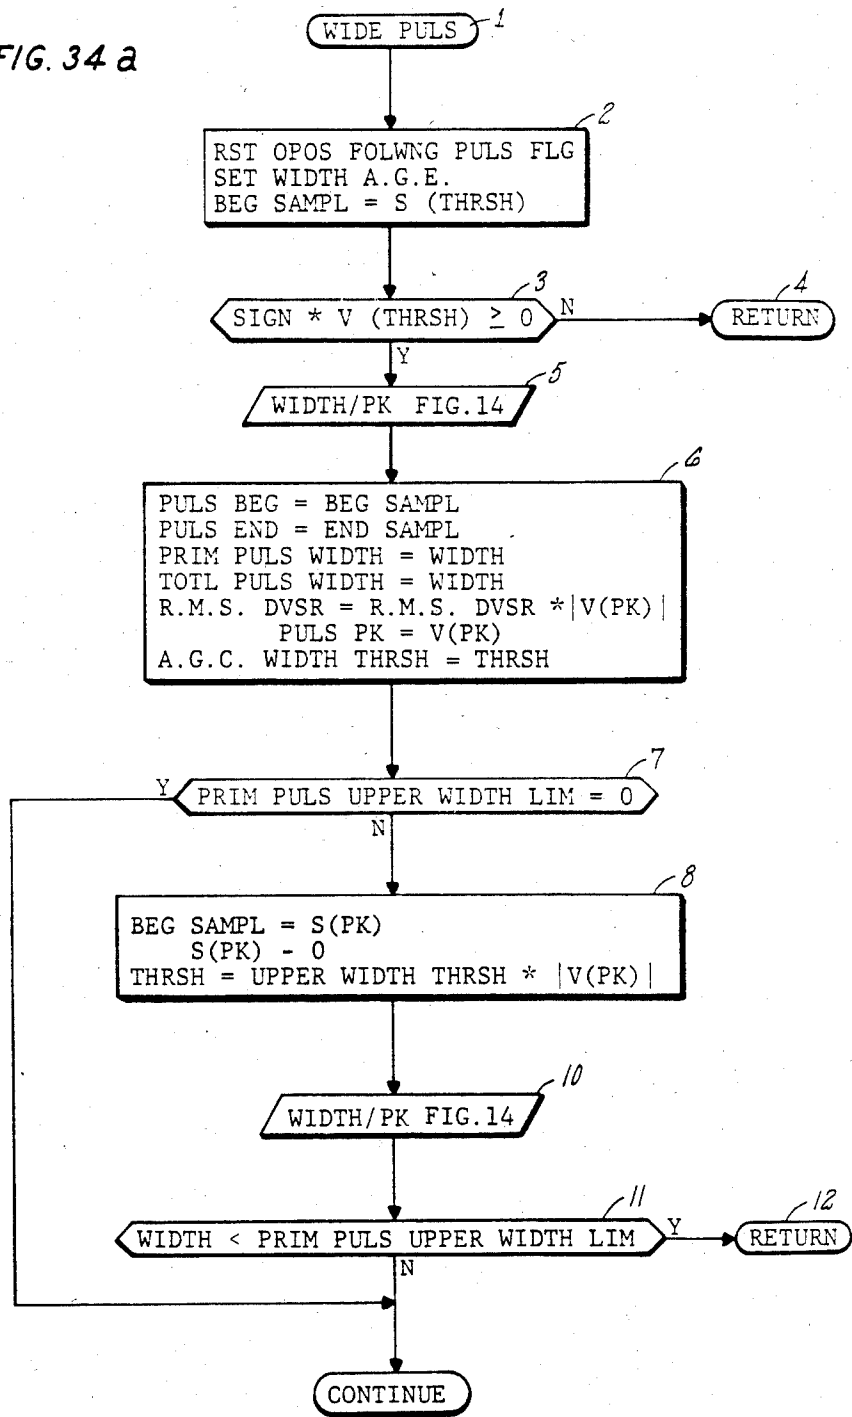 FIG. 34 a
WIDE PULS
1
2
RST OPOS FOLWNG PULS FLG
SET WIDTH A.G.E.
BEG SAMPL = S (THRSH)
3
SIGN * V (THRSH) ≥ 0
N
4
RETURN
Y
5
WIDTH/PK FIG.14
6
PULS BEG = BEG SAMPL
PULS END = END SAMPL
PRIM PULS WIDTH = WIDTH
TOTL PULS WIDTH = WIDTH
R.M.S. DVSR = R.M.S. DVSR *|V(PK)|
PULS PK = V(PK)
A.G.C. WIDTH THRSH = THRSH
7
Y
PRIM PULS UPPER WIDTH LIM = 0
N
8
BEG SAMPL = S(PK)
S(PK) - 0
THRSH = UPPER WIDTH THRSH * |V(PK)|
10
WIDTH/PK FIG.14
11
WIDTH < PRIM PULS UPPER WIDTH LIM
Y
12
RETURN
N
CONTINUE